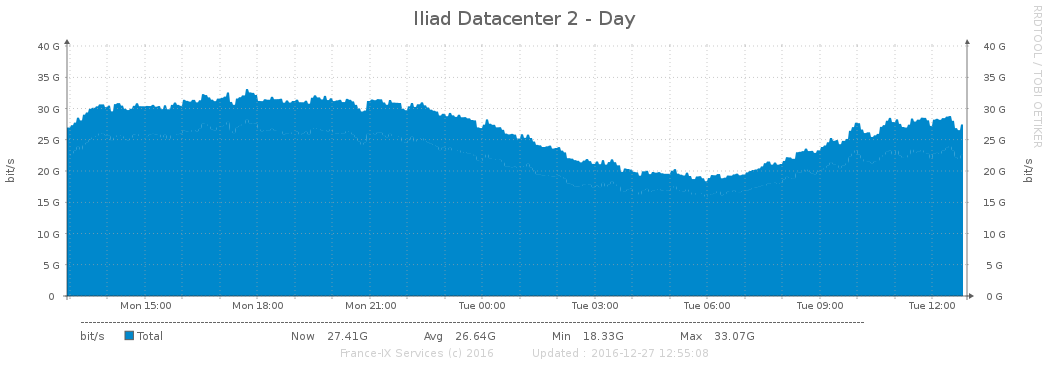 Iliad Datacenter 2 - Day
RRDTOOL / TOBI OETIKER
40 G 40 G
35 G 35 G
30 G 30 G
25 G 25 G
20 G 20 G
15 G 15 G
10 G 10 G
5 G 5 G
0 0 G
bit/s bit/s
Mon 15:00 Mon 18:00 Mon 21:00 Tue 00:00 Tue 03:00 Tue 06:00 Tue 09:00 Tue 12:00
bit/s Total Now 27.41G Avg 26.64G Min 18.33G Max 33.07G
France-IX Services (c) 2016 Updated : 2016-12-27 12:55:08